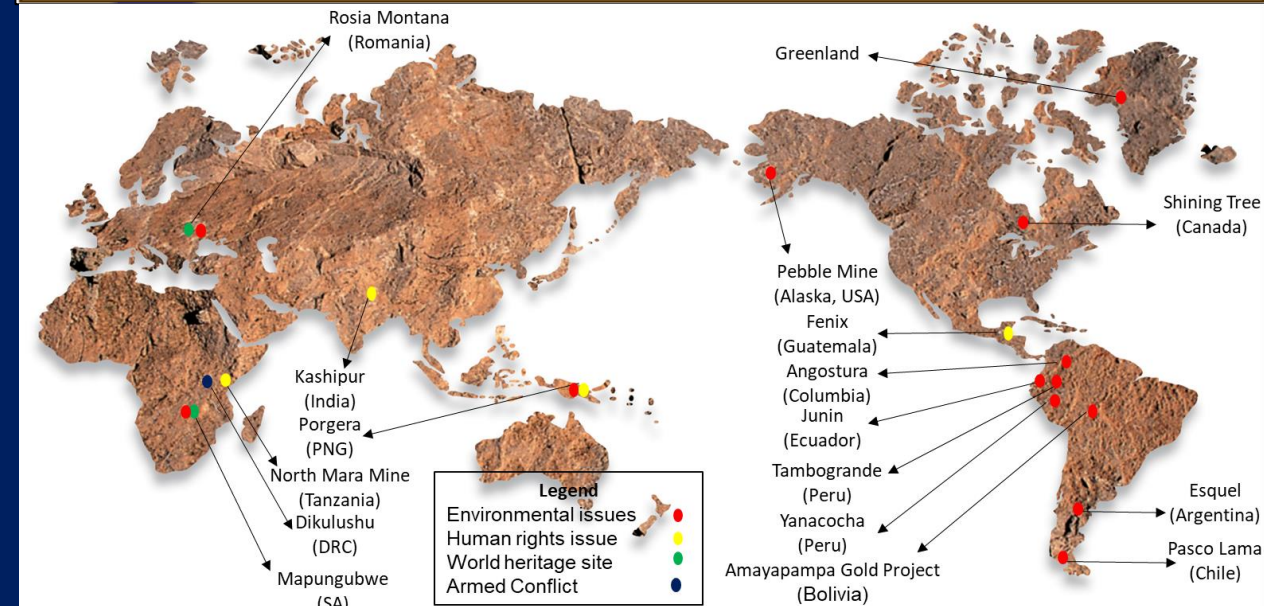 Rosia Montana
(Romania)
Greenland
Shining Tree
(Canada)
Pebble Mine
(Alaska, USA)
Fenix
(Guatemala)
Angostura
(Columbia)
Junin
(Ecuador)
Tambogrande
(Peru)
Yanacocha
(Peru)
Amayapampa Gold Project
(Bolivia)
Esquel
(Argentina)
Pasco Lama
(Chile)
Kashipur
(India)
Porgera
(PNG)
North Mara Mine
(Tanzania)
Dikulushu
(DRC)
Mapungubwe
(SA)
Legend
Environmental issues
Human rights issue
World heritage site
Armed Conflict